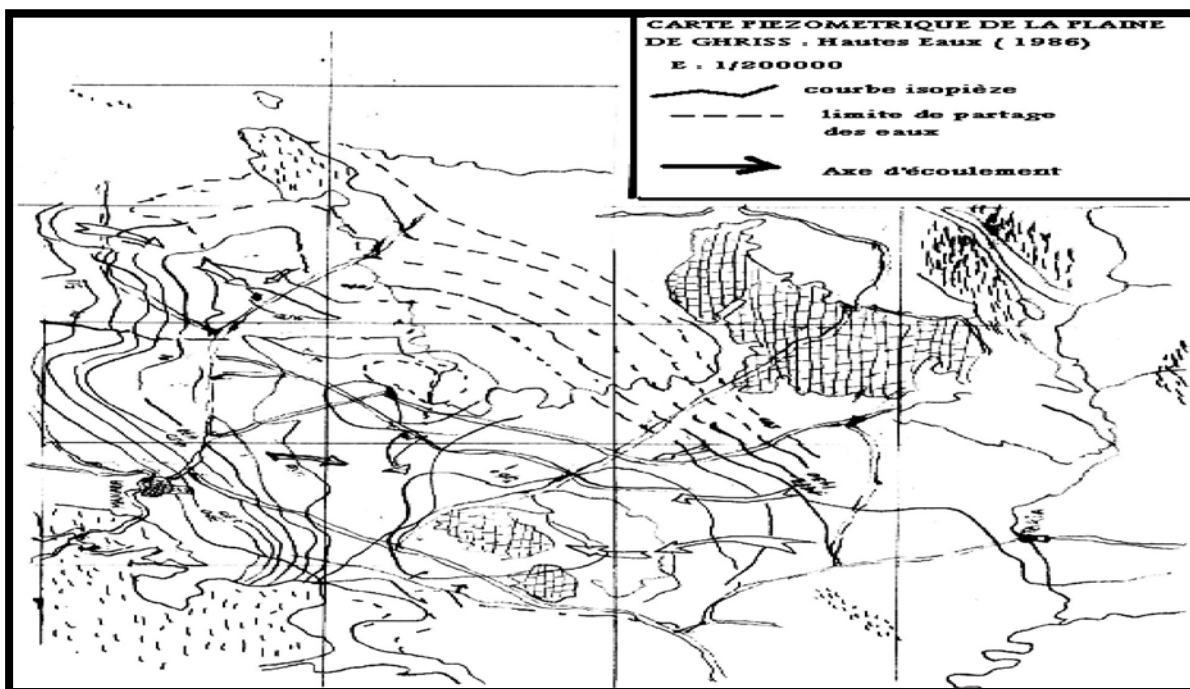 CARTE PIEZOMETRIQUE DE LA PLAINE
DE GHRISS . Hautes Eaux ( 1986)
E . 1/200000
courbe isopièze
limite de partage
des eaux
Axe d'écoulement